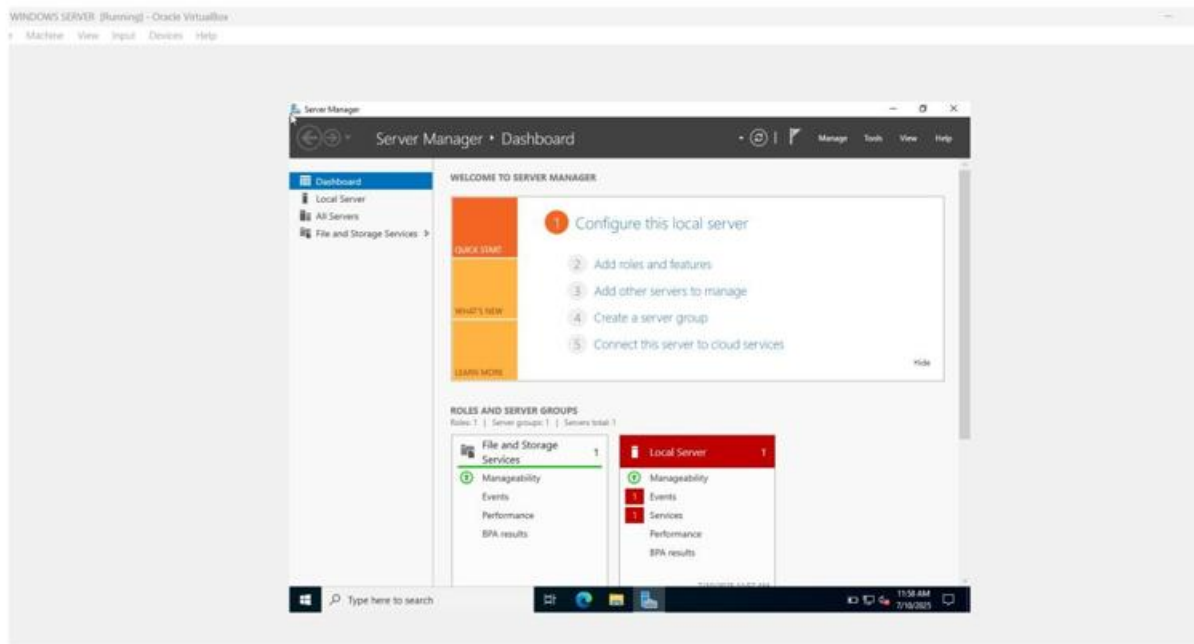 WINDOWS SERVER [Running] - Oracle VirtualBox
Machine View Input Devices Help
Server Manager
Server Manager • Dashboard
Manage Tools View Help
Dashboard
Local Server
All Servers
File and Storage Services
WELCOME TO SERVER MANAGER
QUICK START
WHAT'S NEW
LEARN MORE
1 Configure this local server
2 Add roles and features
3 Add other servers to manage
4 Create a server group
5 Connect this server to cloud services
Hide
ROLES AND SERVER GROUPS
Roles: 1 | Server groups: 1 | Servers total: 1
File and Storage Services 1
Manageability
Events
Performance
BPA results
Local Server 1
Manageability
1 Events
1 Services
Performance
BPA results
Type here to search
11:58 AM
7/10/2025